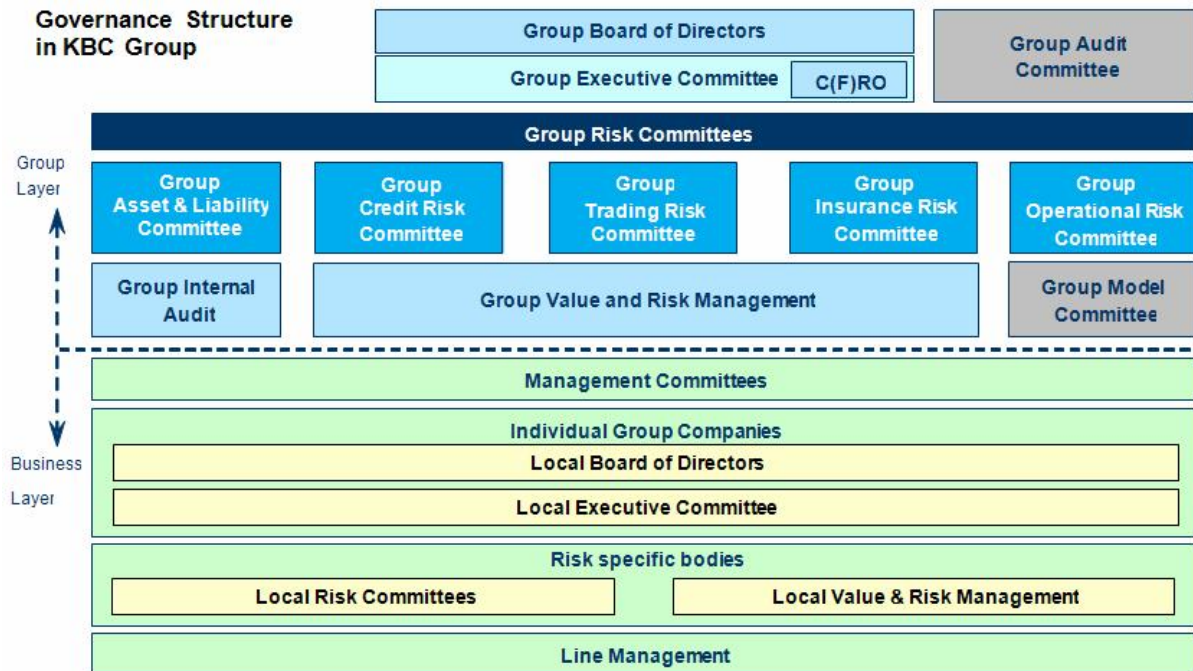 Governance Structure
in KBC Group
Group Board of Directors
Group Executive Committee
C(F)RO
Group Audit
Committee
Group Risk Committees
Group
Layer
Group
Asset & Liability
Committee
Group
Credit Risk
Committee
Group
Trading Risk
Committee
Group
Insurance Risk
Committee
Group
Operational Risk
Committee
Group Internal
Audit
Group Value and Risk Management
Group Model
Committee
Management Committees
Business
Layer
Individual Group Companies
Local Board of Directors
Local Executive Committee
Risk specific bodies
Local Risk Committees
Local Value & Risk Management
Line Management